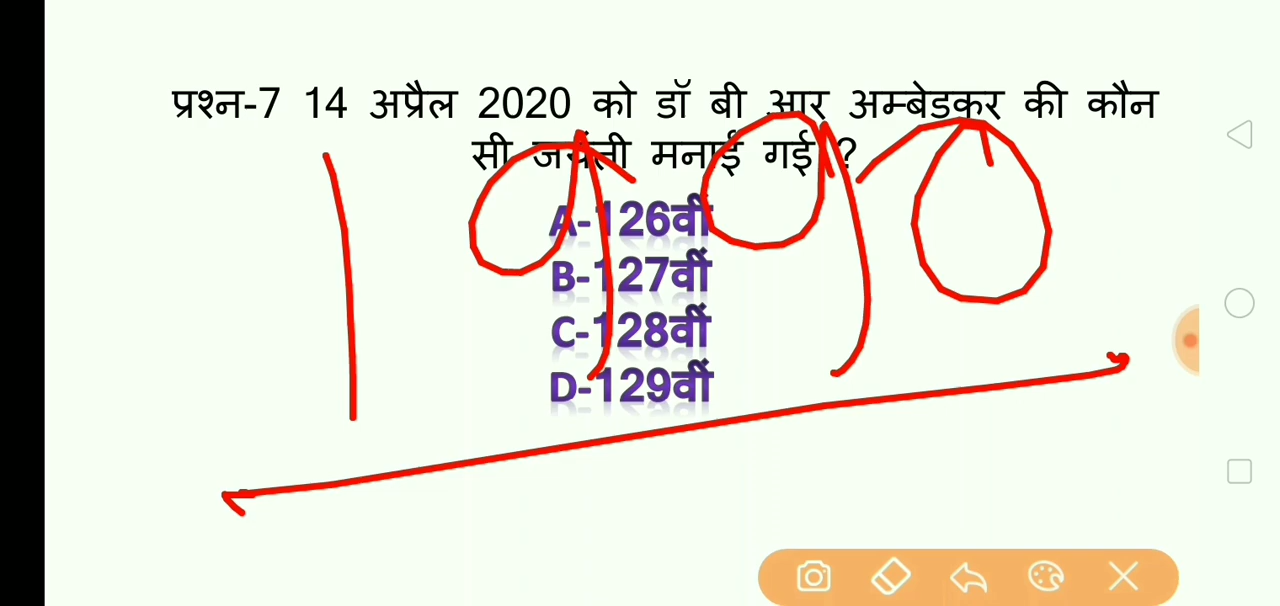 प्रश्न-7 14 अप्रैल 2020 को डॉ बी आर अम्बेडकर की कौन
सी जयंती मनाई गई ?
A-126वीं
B-127वीं
C-128वीं
D-129वीं
1990